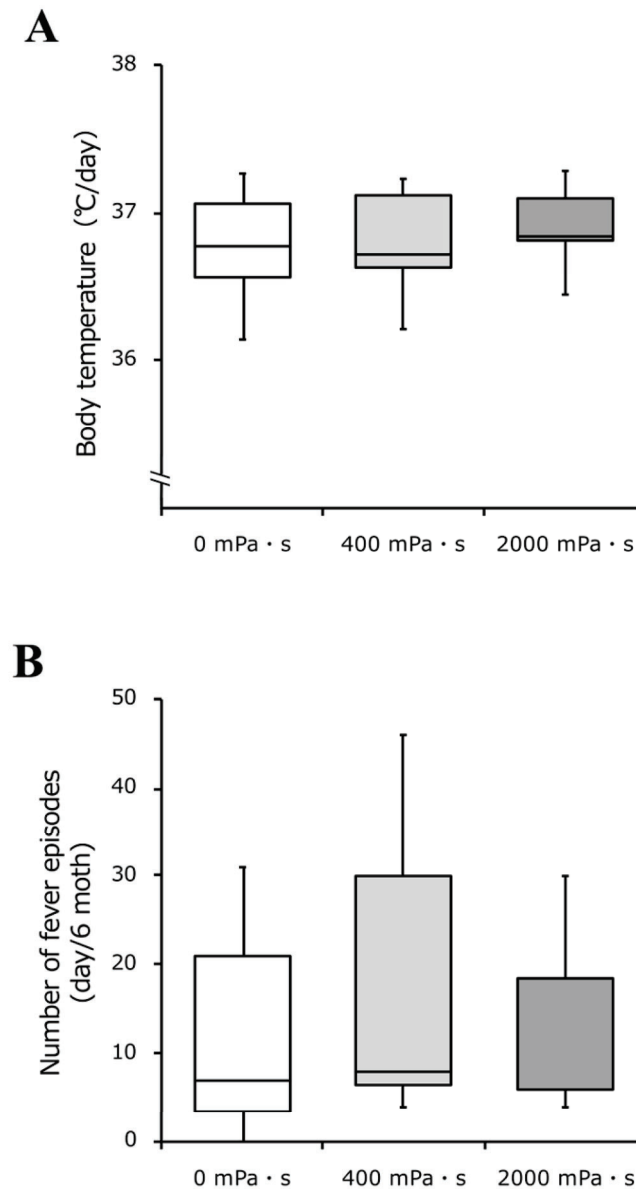 A
38
37
36
Body temperature (℃/day)
0 mPa・s 400 mPa・s 2000 mPa・s
B
50
40
30
20
10
0
Number of fever episodes
(day/6 moth)
0 mPa・s 400 mPa・s 2000 mPa・s